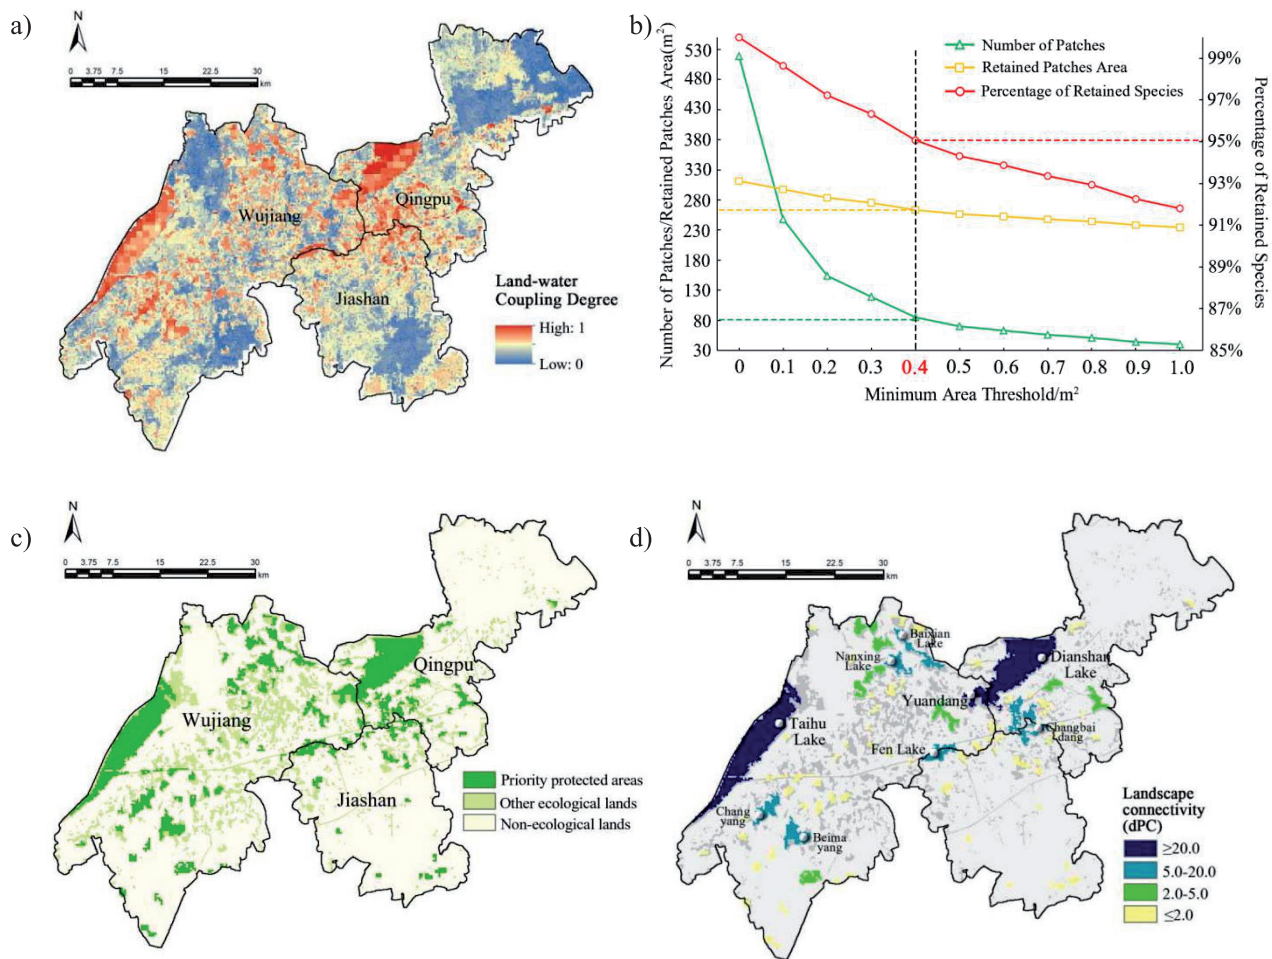 a)
N
0 3.75 7.5 15 22.5 30
km
Wujiang
Qingpu
Jiashan
Land-water
Coupling Degree
High: 1
Low: 0
b)
Number of Patches/Retained Patches Area(m²)
530
480
430
380
330
280
230
180
130
80
30
Number of Patches
Retained Patches Area
Percentage of Retained Species
99%
97%
95%
93%
91%
89%
87%
85%
Percentage of Retained Species
0 0.1 0.2 0.3 0.4 0.5 0.6 0.7 0.8 0.9 1.0
Minimum Area Threshold/m²
c)
N
0 3.75 7.5 15 22.5 30
km
Qingpu
Wujiang
Jiashan
Priority protected areas
Other ecological lands
Non-ecological lands
d)
N
0 3.75 7.5 15 22.5 30
km
Baixian
Lake
Nanxing
Lake
Dianshan
Lake
Yuandang
Taihu
Lake
Changbai
dang
Fen Lake
Chang
yang
Beima
yang
Landscape
connectivity
(dPC)
≥20.0
5.0-20.0
2.0-5.0
≤2.0